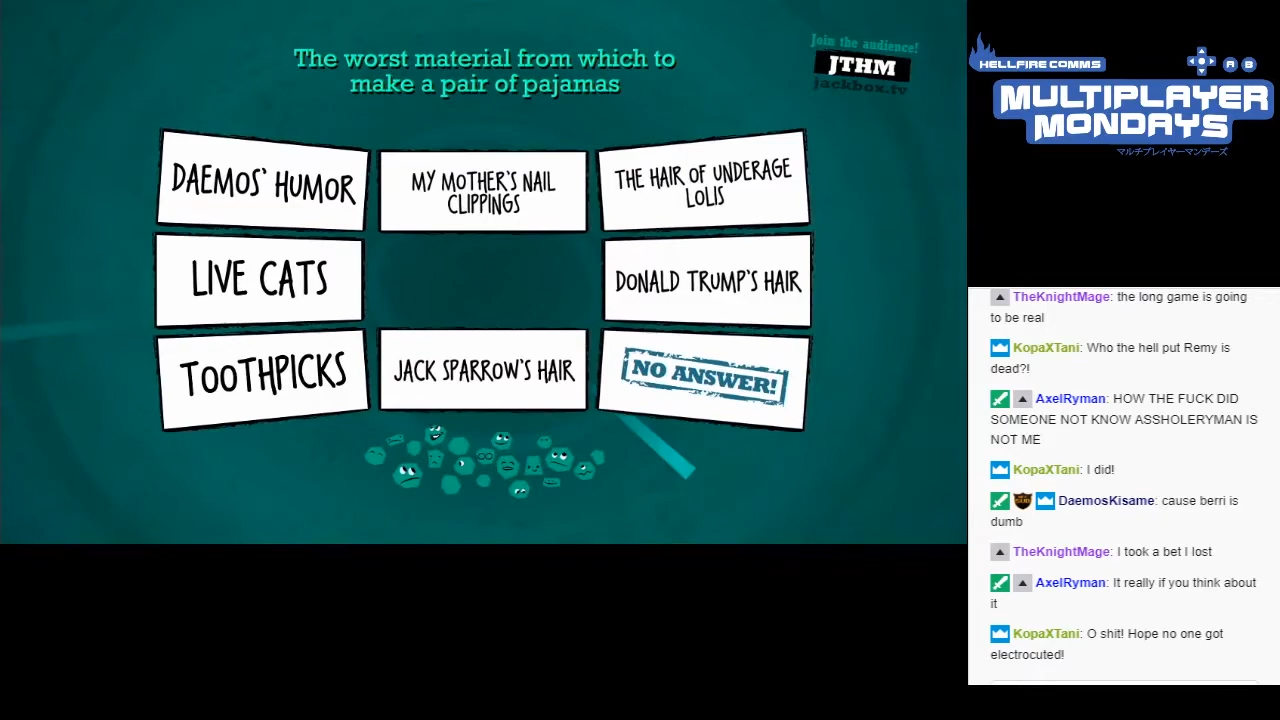 The worst material from which to
make a pair of pajamas
Join the audience!
JTHM
jackbox.tv
DAEMOS' HUMOR
MY MOTHER'S NAIL
CLIPPINGS
THE HAIR OF UNDERAGE
LOLIS
LIVE CATS
DONALD TRUMP'S HAIR
TOOTHPICKS
JACK SPARROW'S HAIR
NO ANSWER!
HELLFIRE COMMS
A B
MULTIPLAYER
MONDAYS
マルチプレイヤーマンデーズ
TheKnightMage: the long game is going
to be real
KopaXTani: Who the hell put Remy is
dead?!
AxelRyman: HOW THE FUCK DID
SOMEONE NOT KNOW ASSHOLERYMAN IS
NOT ME
KopaXTani: I did!
DaemosKisame: cause berri is
dumb
TheKnightMage: I took a bet I lost
AxelRyman: It really if you think about
it
KopaXTani: O shit! Hope no one got
electrocuted!